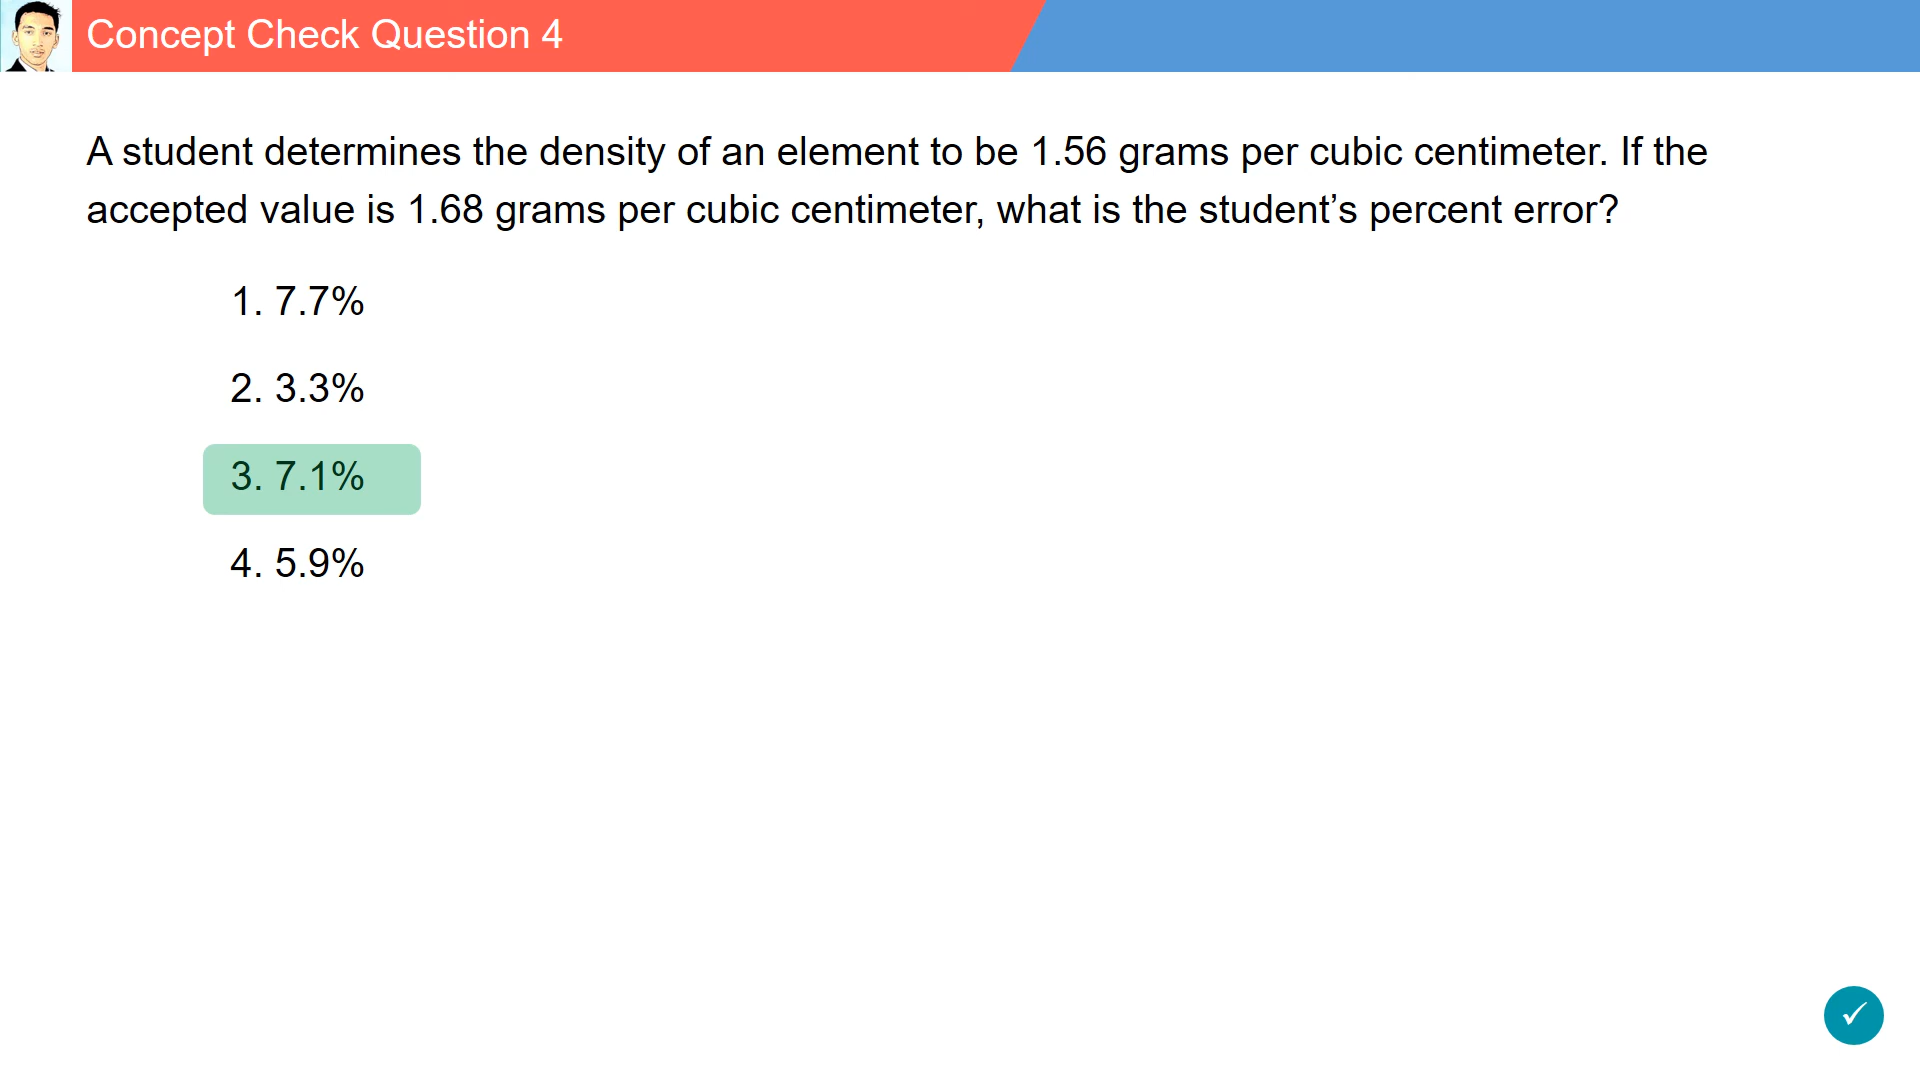 Concept Check Question 4
A student determines the density of an element to be 1.56 grams per cubic centimeter. If the
accepted value is 1.68 grams per cubic centimeter, what is the student’s percent error?
1. 7.7%
2. 3.3%
3. 7.1%
4. 5.9%